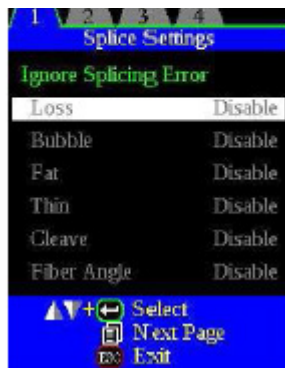 1 2 3 4
Splice Settings
Ignore Splicing Error
Loss Disable
Bubble Disable
Fat Disable
Thin Disable
Cleave Disable
Fiber Angle Disable
+ Select
Next Page
ESC Exit